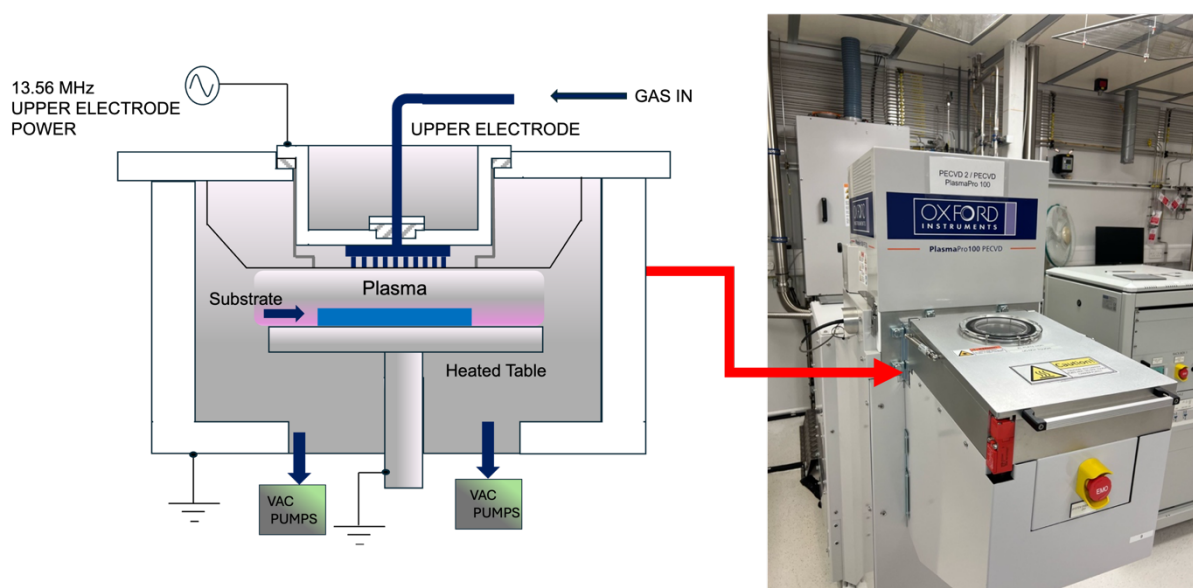 13.56 MHz
UPPER ELECTRODE
POWER
GAS IN
UPPER ELECTRODE
Plasma
Substrate
Heated Table
VAC
PUMPS
VAC
PUMPS
PECVD 2 / PECVD
PlasmaPro 100
OXFORD
INSTRUMENTS
PlasmaPro100 PECVD
Caution!
EMO